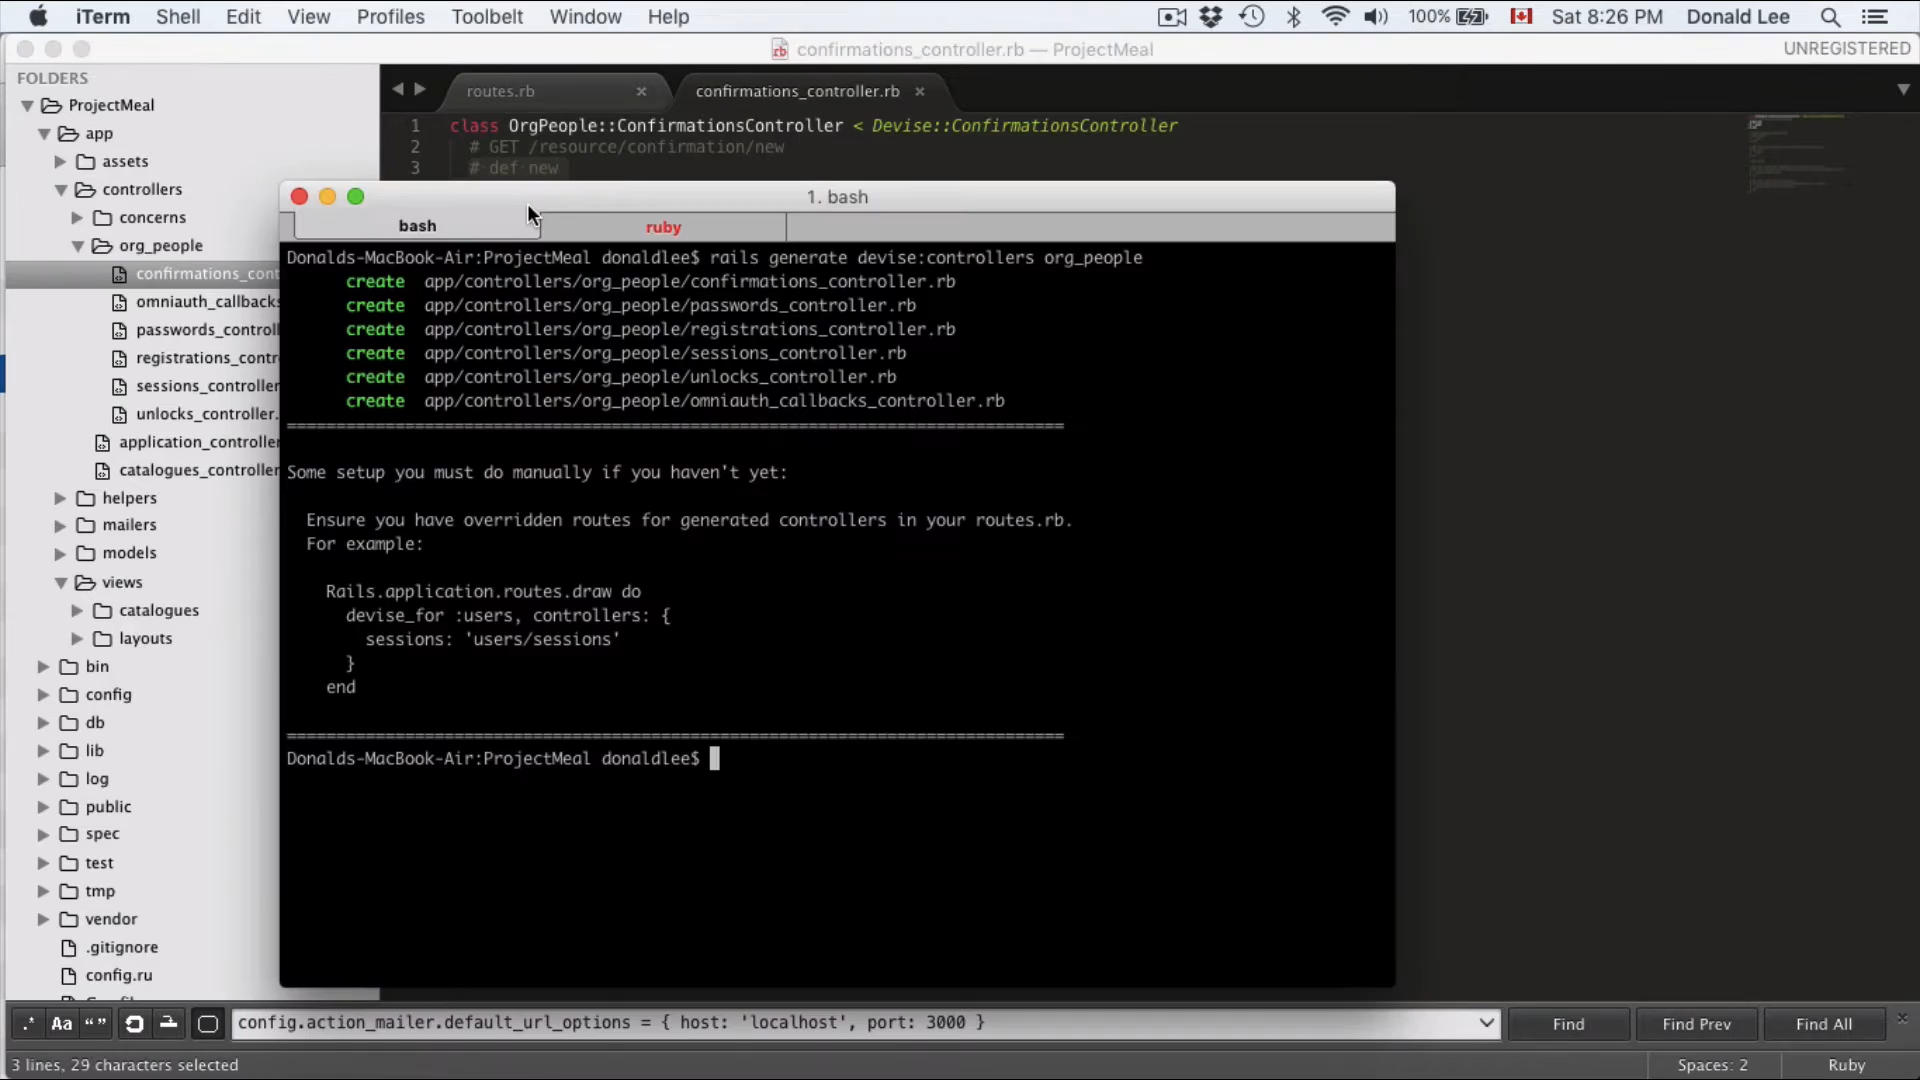 iTerm Shell Edit View Profiles Toolbelt Window Help 100% Sat 8:26 PM Donald Lee
confirmations_controller.rb — ProjectMeal UNREGISTERED
FOLDERS
ProjectMeal
app
assets
controllers
concerns
org_people
confirmations_cont
omniauth_callbacks
passwords_controll
registrations_contr
sessions_controller
unlocks_controller.
application_controller
catalogues_controller
helpers
mailers
models
views
catalogues
layouts
bin
config
db
lib
log
public
spec
test
tmp
vendor
.gitignore
config.ru
routes.rb × confirmations_controller.rb ×
1 class OrgPeople::ConfirmationsController < Devise::ConfirmationsController
2 # GET /resource/confirmation/new
3 # def new
1. bash
bash ruby
Donalds-MacBook-Air:ProjectMeal donaldlee$ rails generate devise:controllers org_people
create app/controllers/org_people/confirmations_controller.rb
create app/controllers/org_people/passwords_controller.rb
create app/controllers/org_people/registrations_controller.rb
create app/controllers/org_people/sessions_controller.rb
create app/controllers/org_people/unlocks_controller.rb
create app/controllers/org_people/omniauth_callbacks_controller.rb
===============================================================================
Some setup you must do manually if you haven't yet:
Ensure you have overridden routes for generated controllers in your routes.rb.
For example:
Rails.application.routes.draw do
devise_for :users, controllers: {
sessions: 'users/sessions'
}
end
===============================================================================
Donalds-MacBook-Air:ProjectMeal donaldlee$
.* Aa “ ” config.action_mailer.default_url_options = { host: 'localhost', port: 3000 } Find Find Prev Find All ×
3 lines, 29 characters selected Spaces: 2 Ruby